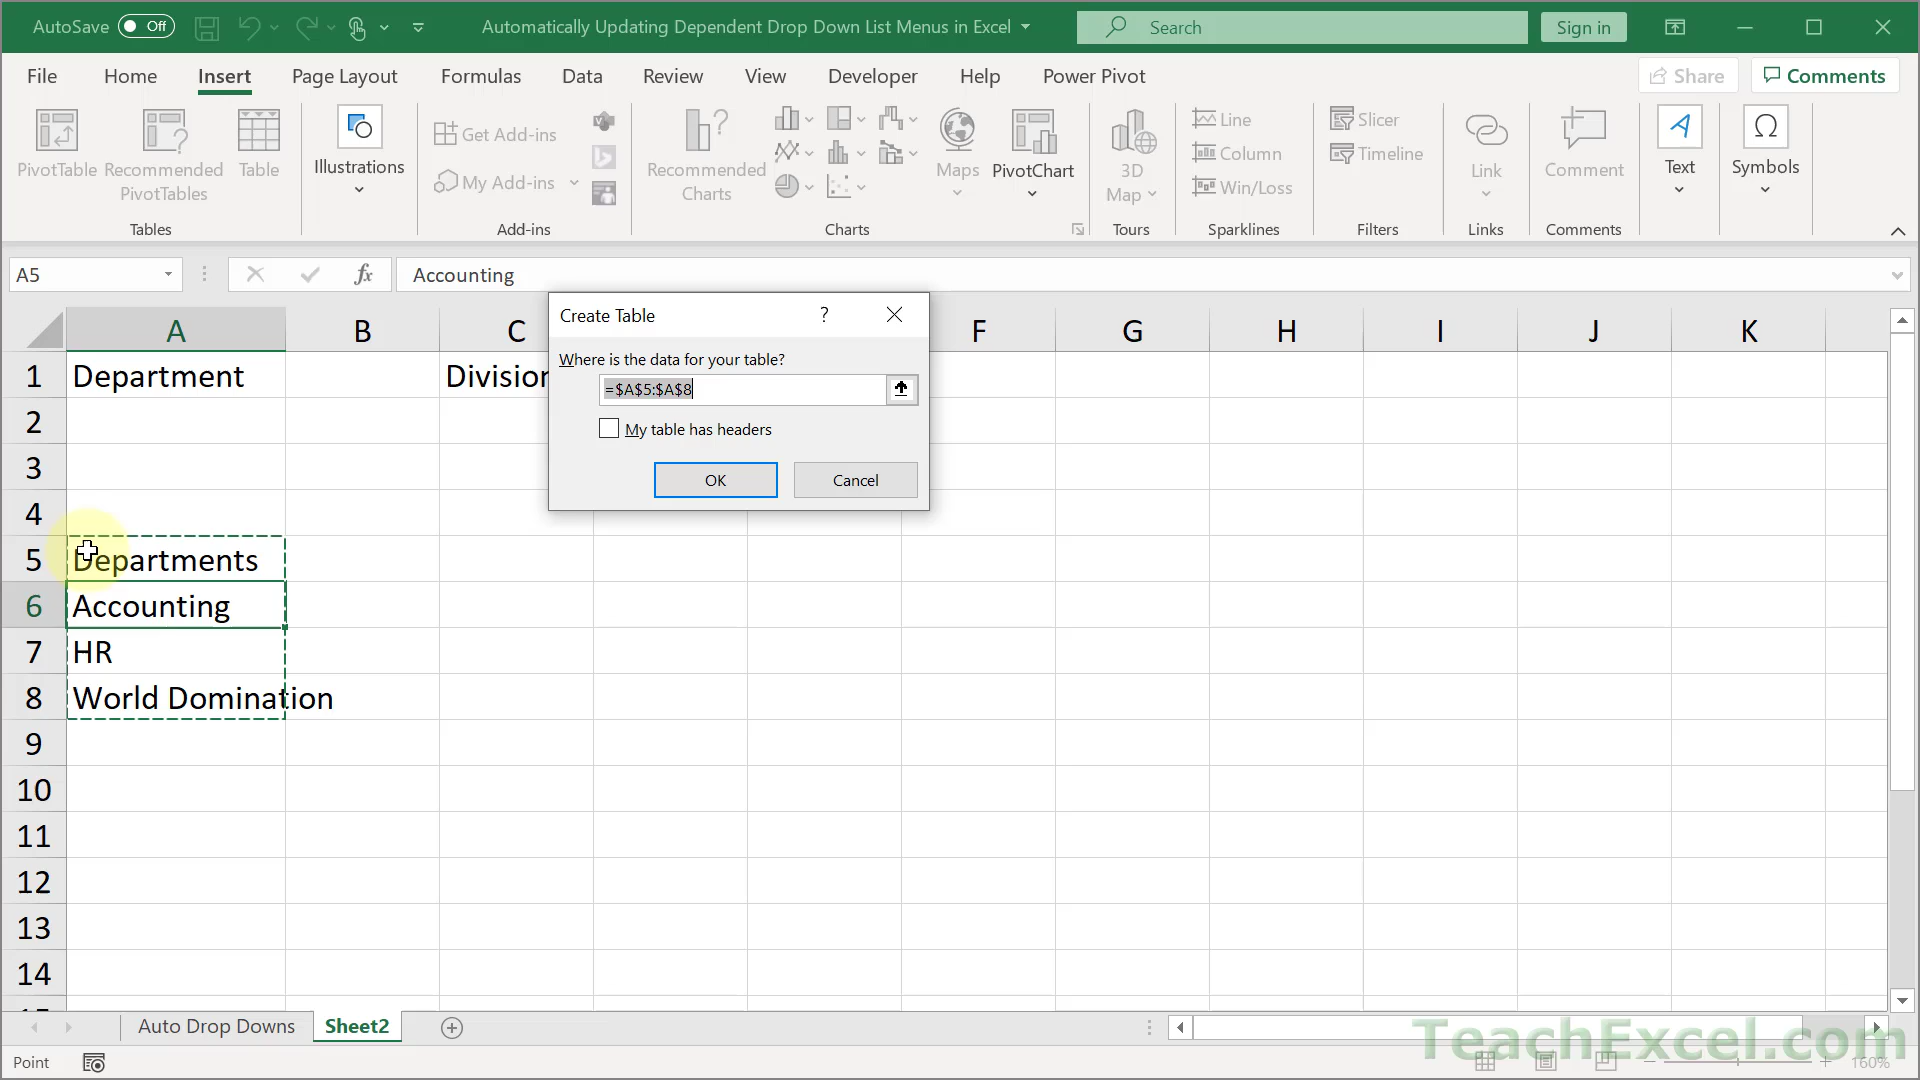 AutoSave Off Automatically Updating Dependent Drop Down List Menus in Excel Search Sign in
File Home Insert Page Layout Formulas Data Review View Developer Help Power Pivot Share Comments
PivotTable
Recommended
PivotTables
Table
Tables
Illustrations
Get Add-ins
My Add-ins
Add-ins
Recommended
Charts
Maps
PivotChart
Charts
3D
Map
Tours
Line
Column
Win/Loss
Sparklines
Slicer
Timeline
Filters
Link
Links
Comment
Comments
Text
Symbols
A5 fx Accounting
Create Table ?
Where is the data for your table?
=$A$5:$A$8
My table has headers
OK Cancel
A B C F G H I J K
1 Department Division
2
3
4
5 Departments
6 Accounting
7 HR
8 World Domination
9
10
11
12
13
14
Auto Drop Downs Sheet2
TeachExcel.com
Point 160%